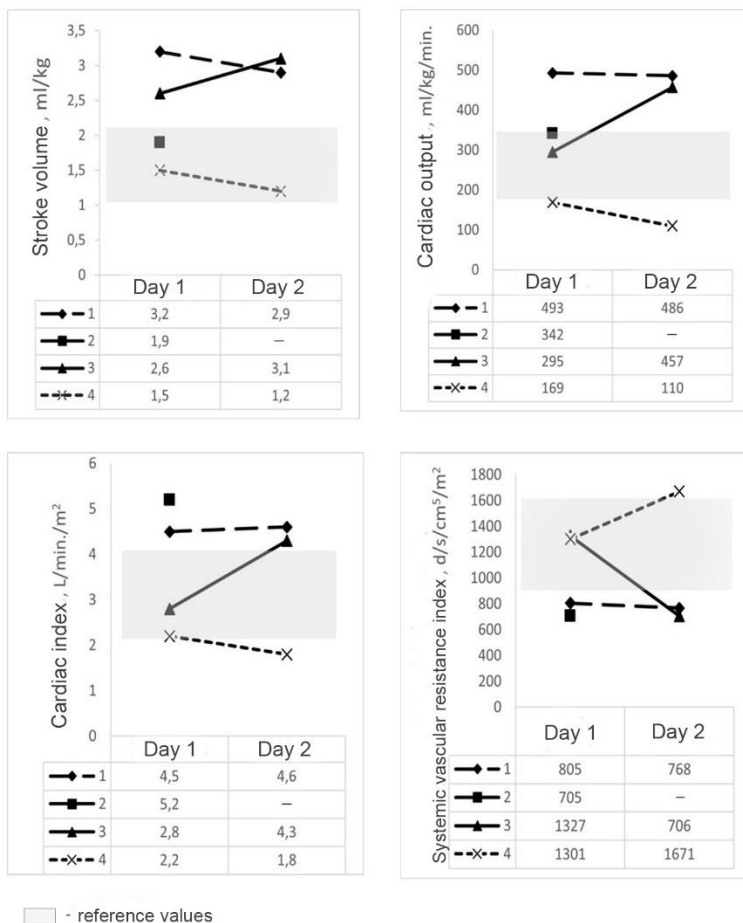 Stroke volume , ml/kg
3,5
3
2,5
2
1,5
1
0,5
0
Day 1 Day 2
1 3,2 2,9
2 1,9 –
3 2,6 3,1
4 1,5 1,2
Cardiac output , ml/kg/min.
600
500
400
300
200
100
0
Day 1 Day 2
1 493 486
2 342 –
3 295 457
4 169 110
Cardiac index , L/min./m²
6
5
4
3
2
1
0
Day 1 Day 2
1 4,5 4,6
2 5,2 –
3 2,8 4,3
4 2,2 1,8
Systemic vascular resistance index , d/s/cm⁵/m²
1800
1600
1400
1200
1000
800
600
400
200
0
Day 1 Day 2
1 805 768
2 705 –
3 1327 706
4 1301 1671
- reference values